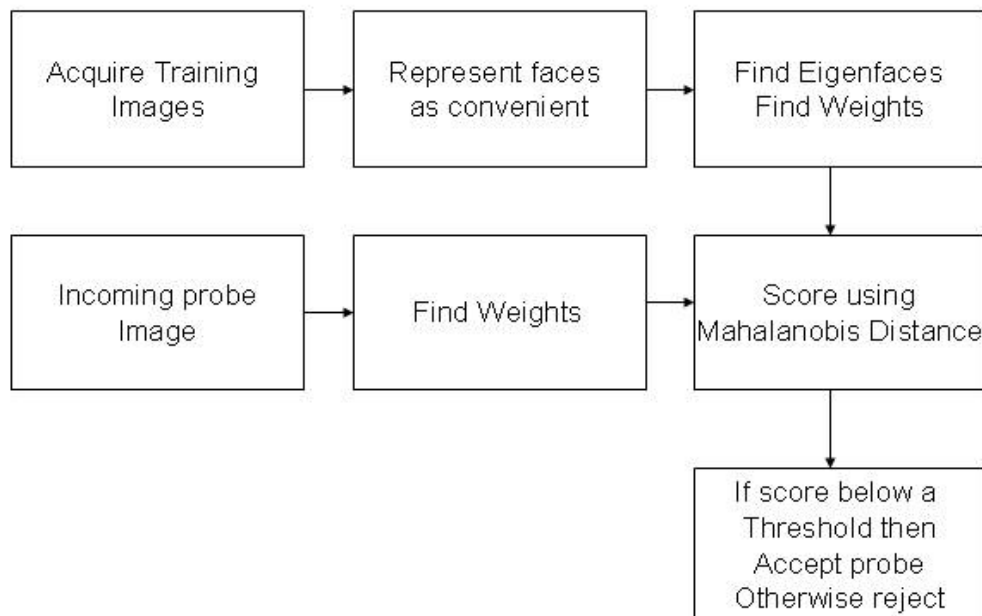 Acquire Training
Images
Represent faces
as convenient
Find Eigenfaces
Find Weights
Incoming probe
Image
Find Weights
Score using
Mahalanobis Distance
If score below a
Threshold then
Accept probe
Otherwise reject